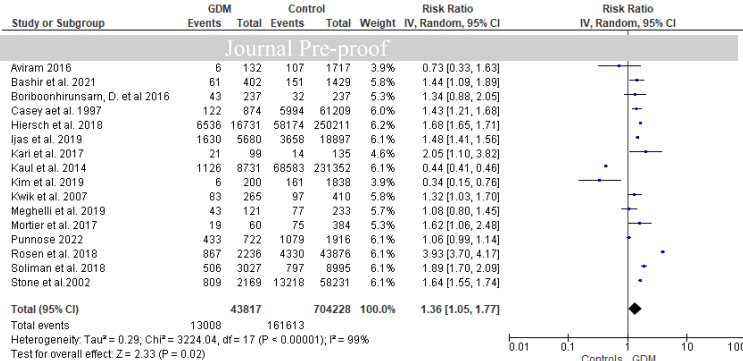 GDM Control Risk Ratio Risk Ratio
Study or Subgroup Events Total Events Total Weight IV, Random, 95% CI IV, Random, 95% CI
Journal Pre-proof
Aviram 2016 6 132 107 1717 3.9% 0.73 [0.33, 1.63]
Bashir et al. 2021 61 402 151 1429 5.8% 1.44 [1.09, 1.89]
Boriboonhirunsarn, D. et al 2016 43 237 32 237 5.3% 1.34 [0.88, 2.05]
Casey aet al. 1997 122 874 5994 61209 6.0% 1.43 [1.21, 1.68]
Hiersch et al. 2018 6536 16731 58174 250211 6.2% 1.68 [1.65, 1.71]
Ijas et al. 2019 1630 5680 3658 18897 6.2% 1.48 [1.41, 1.56]
Kari et al. 2017 21 99 14 135 4.5% 2.05 [1.10, 3.82]
Kaul et al. 2014 1126 8731 68583 231352 6.2% 0.44 [0.41, 0.46]
Kim et al. 2019 6 200 161 1838 3.9% 0.34 [0.15, 0.76]
Kwik et al. 2007 83 265 97 410 5.8% 1.32 [1.03, 1.70]
Meghelli et al. 2019 43 121 77 233 5.7% 1.08 [0.80, 1.45]
Mortier et al. 2017 19 60 75 384 5.2% 1.62 [1.06, 2.48]
Punnose 2022 433 722 1079 1916 6.1% 1.06 [0.99, 1.14]
Rosen et al. 2018 867 2236 4330 43876 6.1% 3.93 [3.70, 4.17]
Soliman et al. 2018 506 3027 797 8995 6.1% 1.89 [1.70, 2.09]
Stone et al.2002 809 2169 13218 58231 6.1% 1.64 [1.55, 1.74]
Total (95% CI) 43817 704228 100.0% 1.36 [1.05, 1.77]
Total events 13008 161613
Heterogeneity: Tau² = 0.29; Chi² = 3224.04, df = 17 (P < 0.00001); I² = 99%
Test for overall effect: Z = 2.33 (P = 0.02)
0.01 0.1 1 10 100
Controls GDM